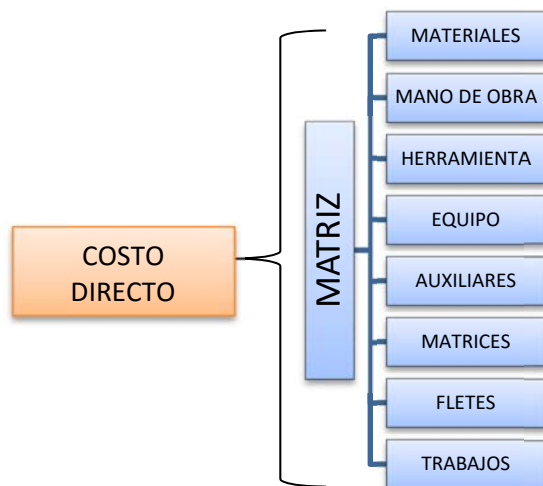 COSTO
DIRECTO
MATRIZ
MATERIALES
MANO DE OBRA
HERRAMIENTA
EQUIPO
AUXILIARES
MATRICES
FLETES
TRABAJOS